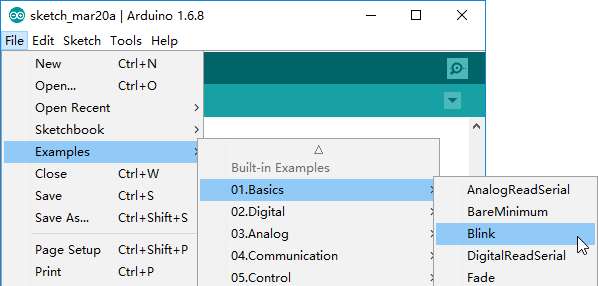 sketch_mar20a | Arduino 1.6.8
File Edit Sketch Tools Help
New Ctrl+N
Open... Ctrl+O
Open Recent
Sketchbook
Examples
Close Ctrl+W
Save Ctrl+S
Save As... Ctrl+Shift+S
Page Setup Ctrl+Shift+P
Print Ctrl+P
Built-in Examples
01.Basics
02.Digital
03.Analog
04.Communication
05.Control
AnalogReadSerial
BareMinimum
Blink
DigitalReadSerial
Fade